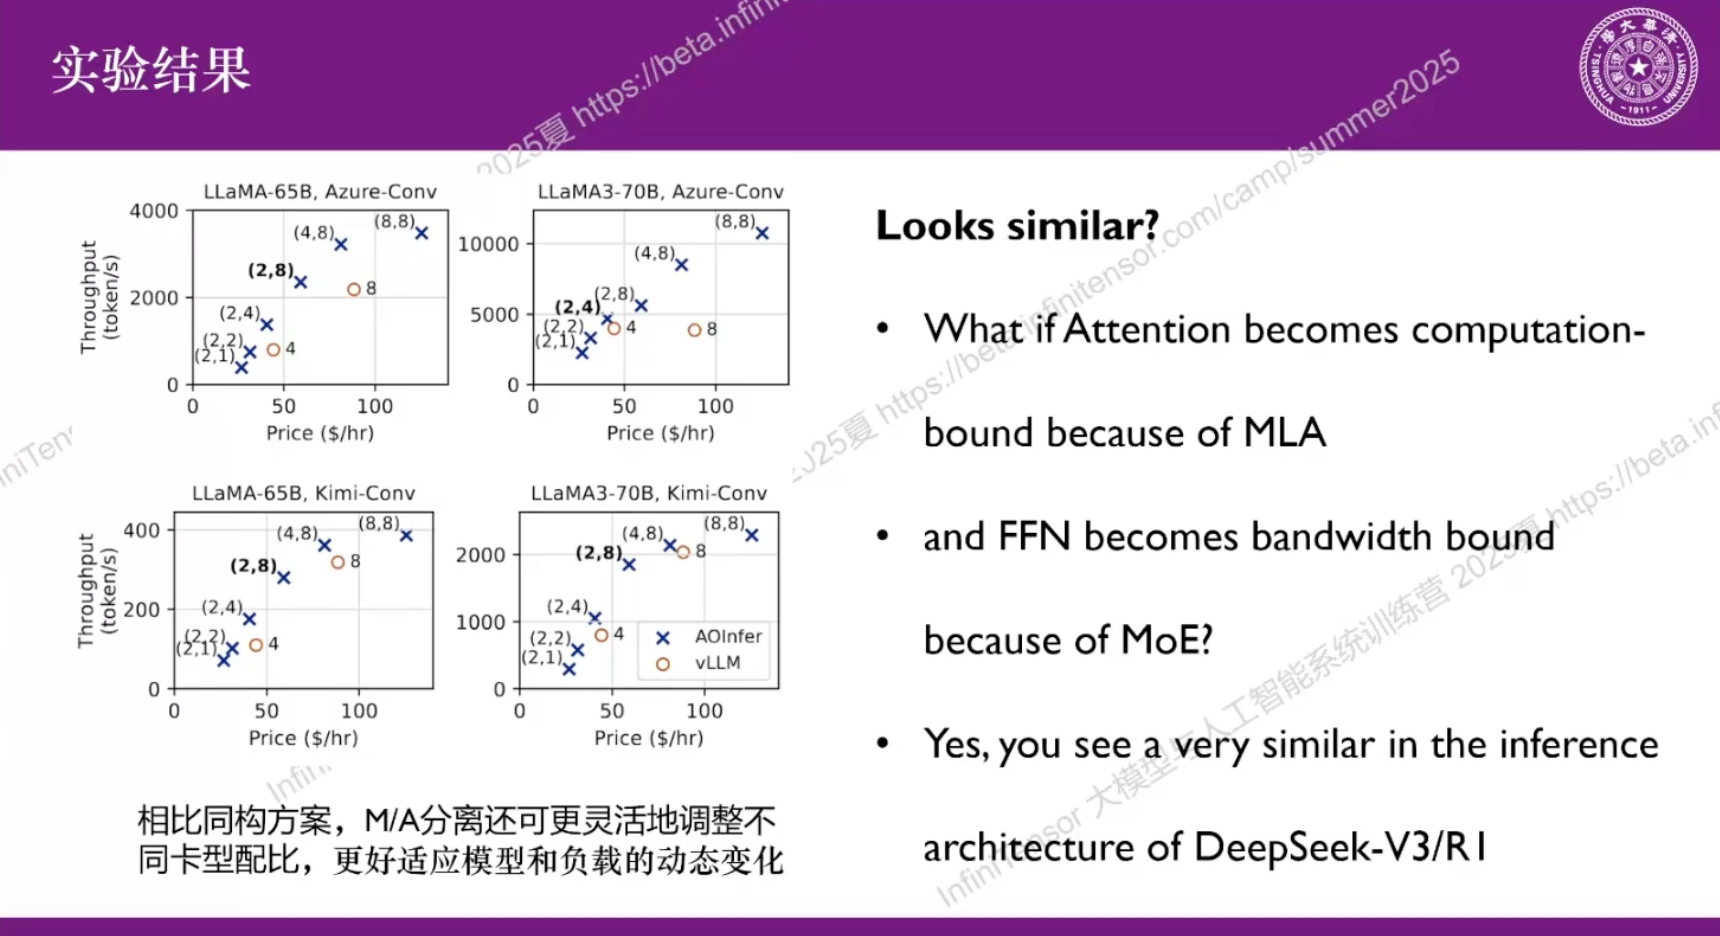 实验结果
LLaMA-65B, Azure-Conv
4000
2000
0
Throughput
(token/s)
(8,8)
(4,8)
(2,8)
8
(2,4)
(2,2)
(2,1)
4
0 50 100
Price ($/hr)
LLaMA3-70B, Azure-Conv
10000
5000
0
(8,8)
(4,8)
(2,8)
(2,4)
(2,2)
(2,1)
4
8
0 50 100
Price ($/hr)
LLaMA-65B, Kimi-Conv
400
200
0
Throughput
(token/s)
(8,8)
(4,8)
8
(2,8)
(2,4)
(2,2)
(2,1)
4
0 50 100
Price ($/hr)
LLaMA3-70B, Kimi-Conv
2000
1000
0
(8,8)
(4,8)
8
(2,8)
(2,4)
(2,2)
(2,1)
4
AOInfer
vLLM
0 50 100
Price ($/hr)
相比同构方案，M/A分离还可更灵活地调整不
同卡型配比，更好适应模型和负载的动态变化
Looks similar?
• What if Attention becomes computation-
bound because of MLA
• and FFN becomes bandwidth bound
because of MoE?
• Yes, you see a very similar in the inference
architecture of DeepSeek-V3/R1
TSINGHUA UNIVERSITY
-1911-
2025夏 https://beta.infin
2025夏 https://beta.infinitensor.com/camp/summer2025
InfiniTensor 大模型与人工智能系统训练营 2025夏 https://beta.inf
iniTen
Infin